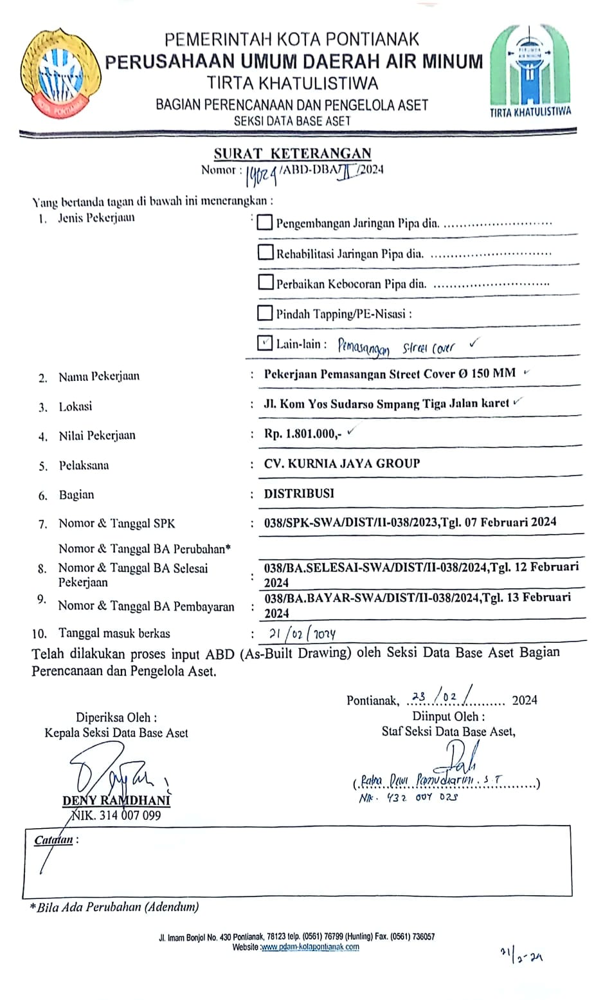 PEMERINTAH KOTA PONTIANAK
PERUSAHAAN UMUM DAERAH AIR MINUM
TIRTA KHATULISTIWA
BAGIAN PERENCANAAN DAN PENGELOLA ASET
SEKSI DATA BASE ASET
KOTA PONTIANAK
PERUMDA
AIR MINUM
TIRTA KHATULISTIWA
SURAT KETERANGAN
Nomor : /ABD-DBA/II/2024
Yang bertanda tagan di bawah ini menerangkan :
1. Jenis Pekerjaan :
Pengembangan Jaringan Pipa dia. ...........................
Rehabilitasi Jaringan Pipa dia. ...........................
Perbaikan Kebocoran Pipa dia. ...........................
Pindah Tapping/PE-Nisasi :
✓ Lain-lain : Pemasangan street cover ✓
2. Nama Pekerjaan : Pekerjaan Pemasangan Street Cover Ø 150 MM ✓
3. Lokasi : Jl. Kom Yos Sudarso Smpang Tiga Jalan karet ✓
4. Nilai Pekerjaan : Rp. 1.801.000,- ✓
5. Pelaksana : CV. KURNIA JAYA GROUP
6. Bagian : DISTRIBUSI
7. Nomor & Tanggal SPK : 038/SPK-SWA/DIST/II-038/2023,Tgl. 07 Februari 2024
Nomor & Tanggal BA Perubahan*
8. Nomor & Tanggal BA Selesai Pekerjaan : 038/BA.SELESAI-SWA/DIST/II-038/2024,Tgl. 12 Februari 2024
9. Nomor & Tanggal BA Pembayaran : 038/BA.BAYAR-SWA/DIST/II-038/2024,Tgl. 13 Februari 2024
10. Tanggal masuk berkas : 21/02/2024
Telah dilakukan proses input ABD (As-Built Drawing) oleh Seksi Data Base Aset Bagian
Perencanaan dan Pengelola Aset.
Pontianak, 23/02/ 2024
Diperiksa Oleh :
Kepala Seksi Data Base Aset
DENY RAMDHANI
NIK. 314 007 099
Diinput Oleh :
Staf Seksi Data Base Aset,
(Ratna Dewi Pamudiarini. S.T)
NIK. 432 007 025
Catatan :
*Bila Ada Perubahan (Adendum)
Jl. Imam Bonjol No. 430 Pontianak, 78123 telp. (0561) 76799 (Hunting) Fax. (0561) 736057
Website :www.pdam-kotapontianak.com
21/2-24